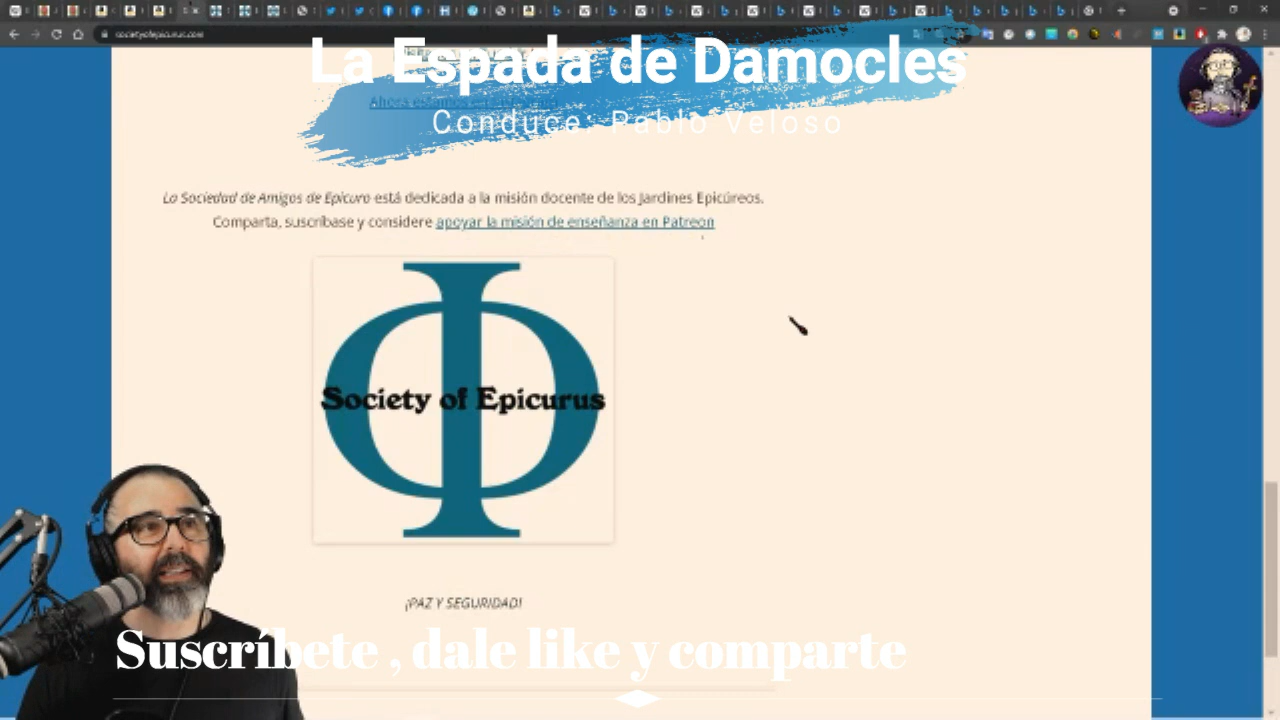 societyofepicurus.com
La Espada de Damocles
Conduce: Pablo Veloso
La Sociedad de Amigos de Epicuro está dedicada a la misión docente de los Jardines Epicúreos.
Comparta, suscríbase y considere apoyar la misión de enseñanza en Patreon
Society of Epicurus
¡PAZ Y SEGURIDAD!
Suscríbete , dale like y comparte